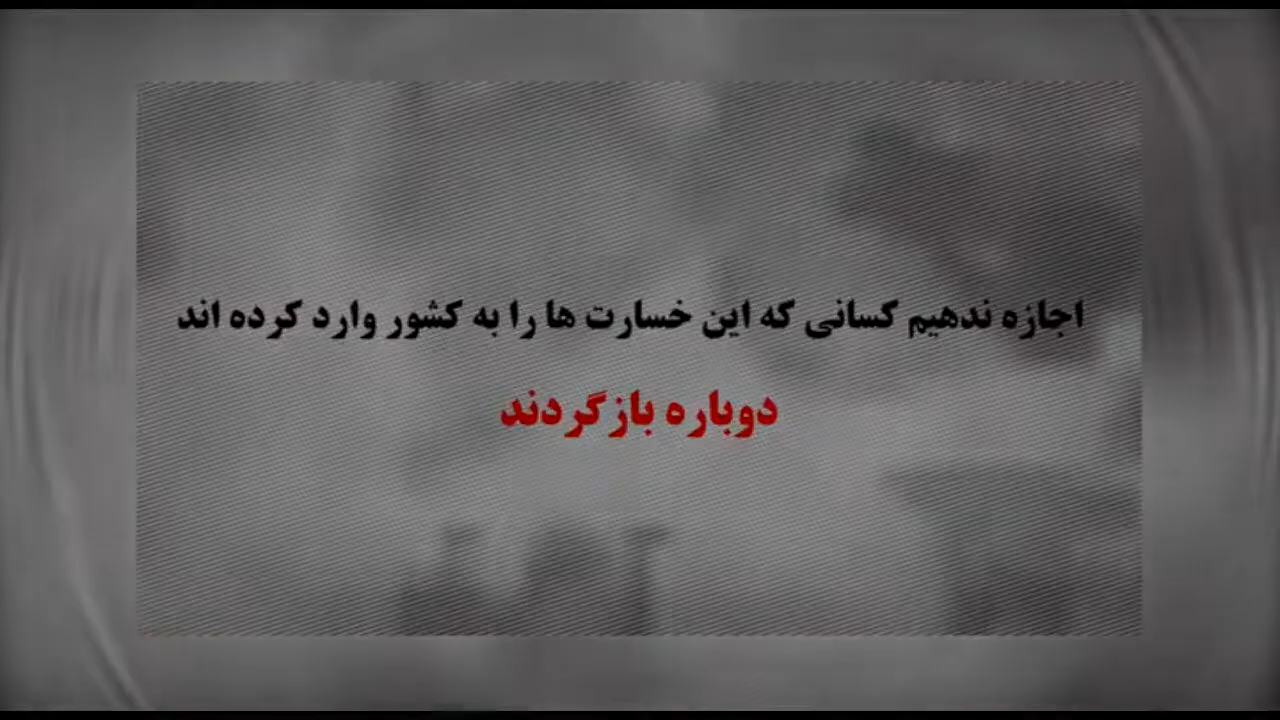 اجازه ندهیم کسانی که این خسارت ها را به کشور وارد کرده اند
دوباره بازگردند